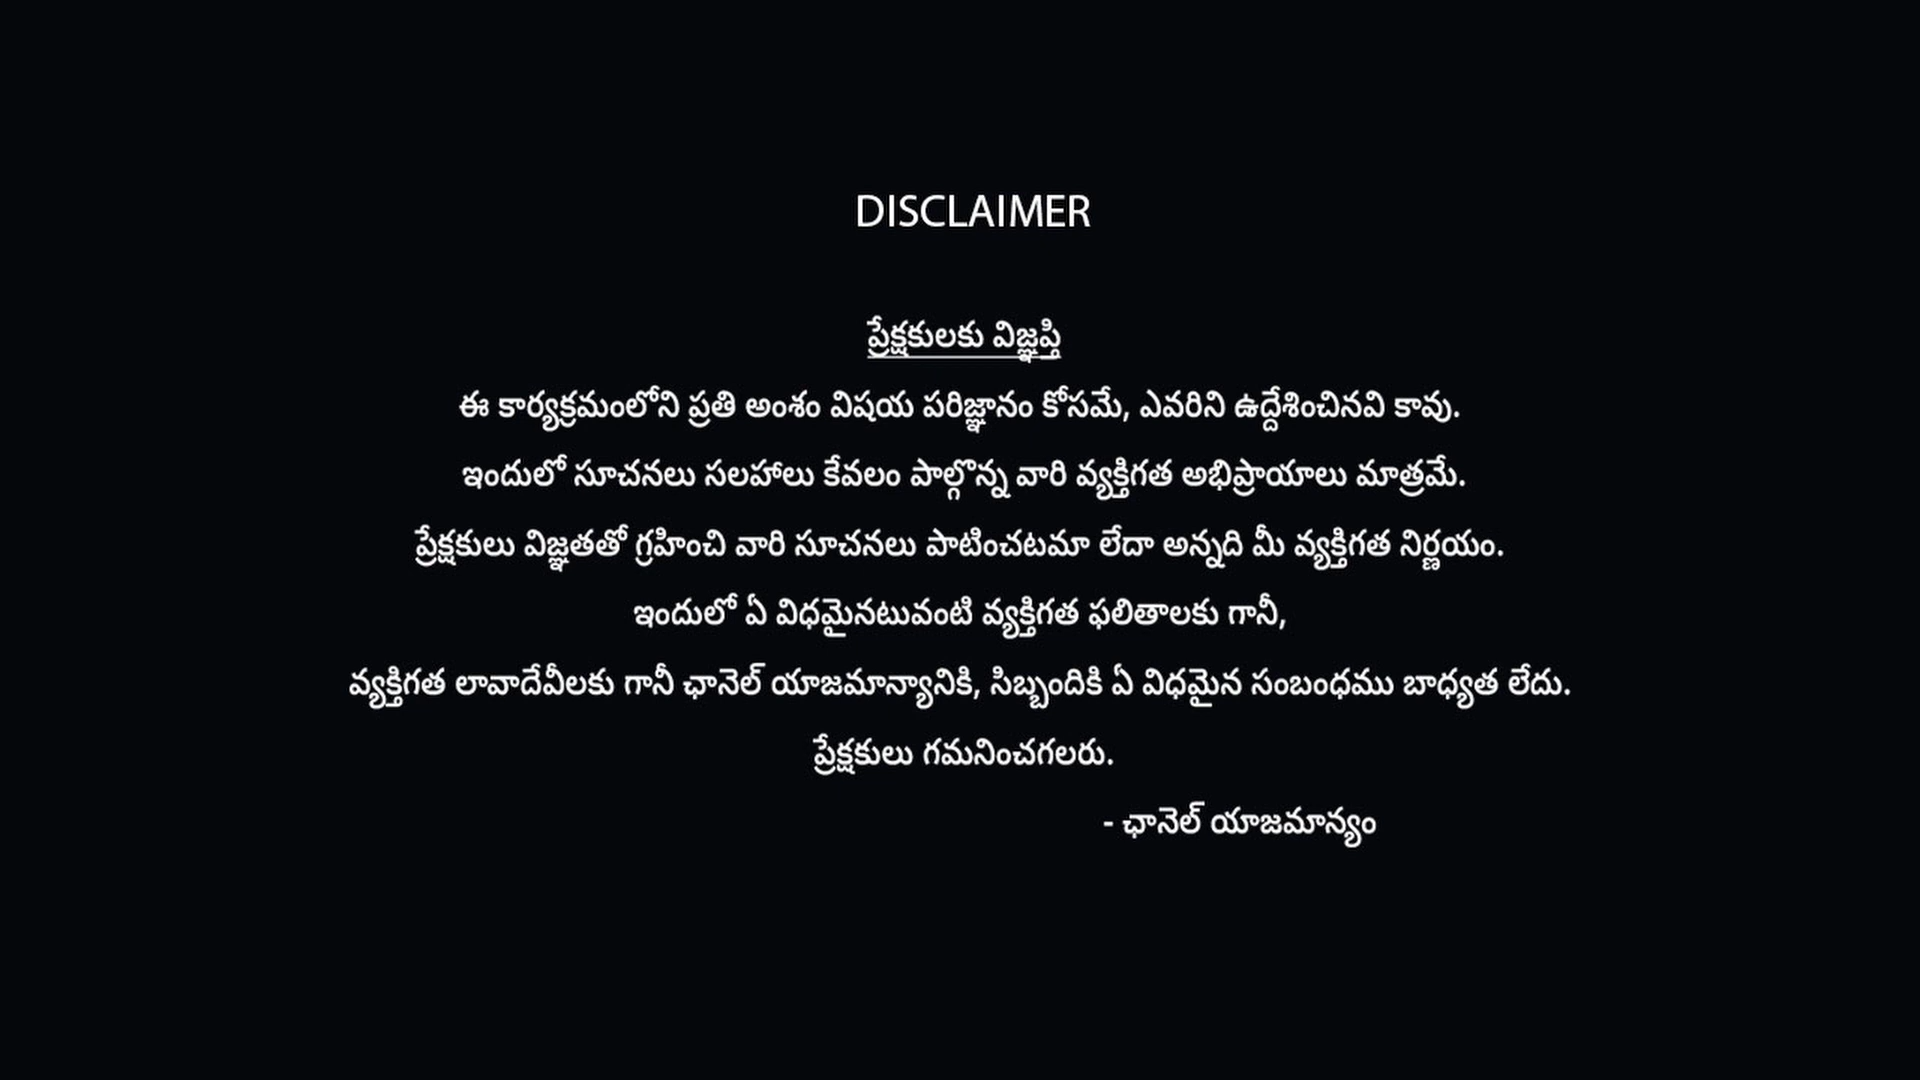 DISCLAIMER
ప్రేక్షకులకు విజ్ఞప్తి
ఈ కార్యక్రమంలోని ప్రతి అంశం విషయ పరిజ్ఞానం కోసమే, ఎవరిని ఉద్దేశించినవి కావు.
ఇందులో సూచనలు సలహాలు కేవలం పాల్గొన్న వారి వ్యక్తిగత అభిప్రాయాలు మాత్రమే.
ప్రేక్షకులు విజ్ఞతతో గ్రహించి వారి సూచనలు పాటించటమా లేదా అన్నది మీ వ్యక్తిగత నిర్ణయం.
ఇందులో ఏ విధమైనటువంటి వ్యక్తిగత ఫలితాలకు గానీ,
వ్యక్తిగత లావాదేవీలకు గానీ ఛానెల్ యాజమాన్యానికి, సిబ్బందికి ఏ విధమైన సంబంధము బాధ్యత లేదు.
ప్రేక్షకులు గమనించగలరు.
- ఛానెల్ యాజమాన్యం